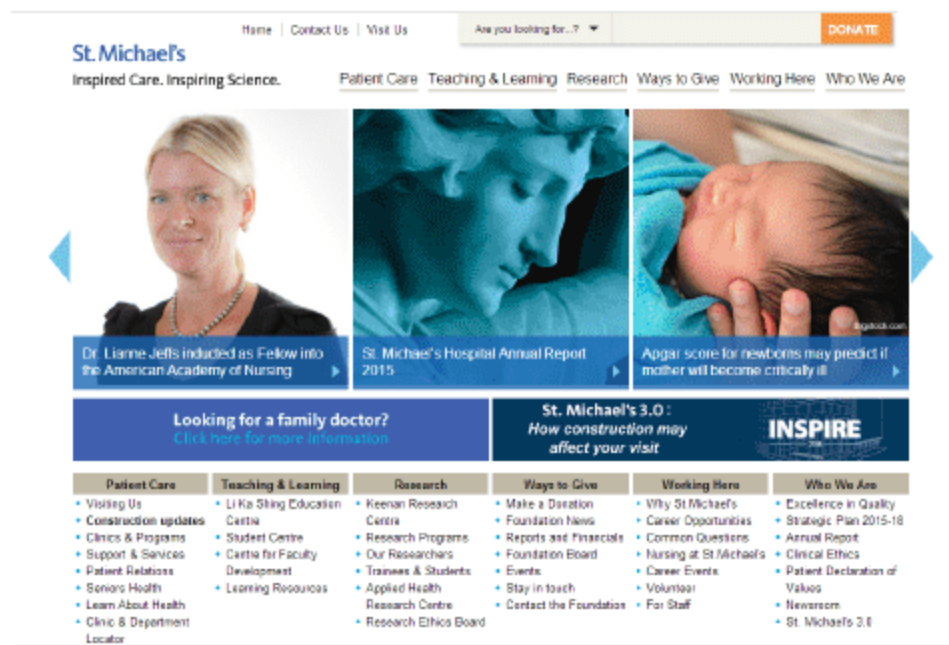 Home | Contact Us | Visit Us
Are you looking for...?
DONATE
St. Michael's
Inspired Care. Inspiring Science.
Patient Care Teaching & Learning Research Ways to Give Working Here Who We Are
bigstock.com
Dr. Lianne Jeffs inducted as Fellow into
the American Academy of Nursing
St. Michael's Hospital Annual Report
2015
Apgar score for newborns may predict if
mother will become critically ill
Looking for a family doctor?
Click here for more information
St. Michael's 3.0:
How construction may
affect your visit
INSPIRE
Patient Care
Visiting Us
Construction updates
Clinics & Programs
Support & Services
Patient Relations
Seniors Health
Learn About Health
Clinic & Department
Locator
Teaching & Learning
Li Ka Shing Education
Centre
Student Centre
Centre for Faculty
Development
Learning Resources
Research
Keenan Research
Centre
Research Programs
Our Researchers
Trainees & Students
Applied Health
Research Centre
Research Ethics Board
Ways to Give
Make a Donation
Foundation News
Reports and Financials
Foundation Board
Events
Stay in touch
Contact the Foundation
Working Here
Why St.Michael's
Career Opportunities
Common Questions
Nursing at St.Michael's
Career Events
Volunteer
For Staff
Who We Are
Excellence in Quality
Strategic Plan 2015-18
Annual Report
Clinical Ethics
Patient Declaration of
Values
Newsroom
St. Michael's 3.0